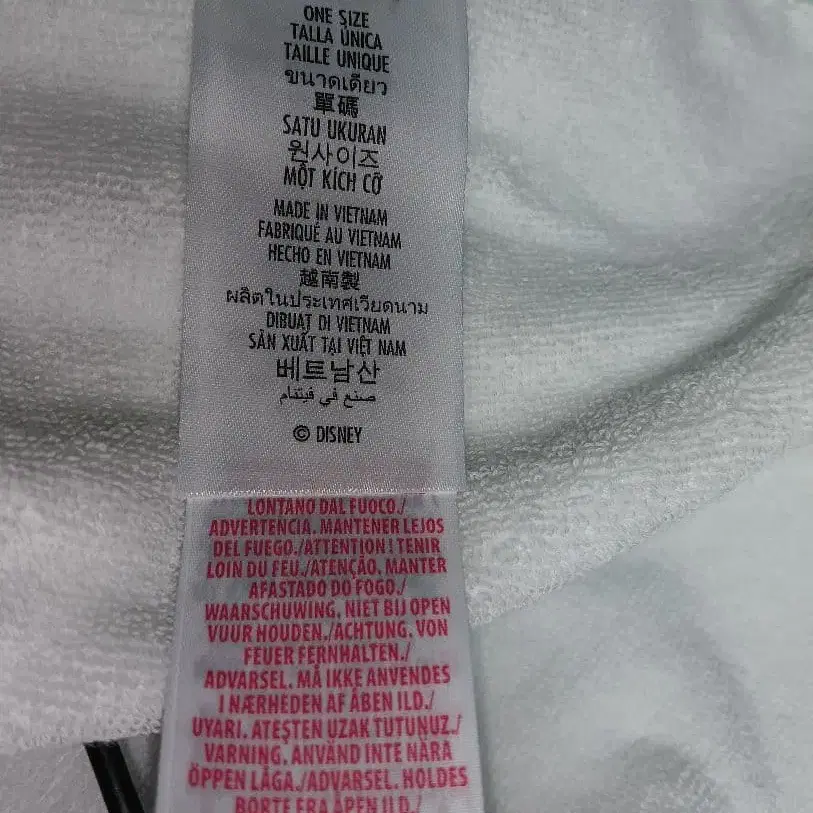 ONE SIZE
TALLA ÚNICA
TAILLE UNIQUE
ขนาดเดียว
單碼
SATU UKURAN
원사이즈
MỘT KÍCH CỠ
MADE IN VIETNAM
FABRIQUÉ AU VIETNAM
HECHO EN VIETNAM
越南製
ผลิตในประเทศเวียดนาม
DIBUAT DI VIETNAM
SẢN XUẤT TẠI VIỆT NAM
베트남산
صنع في فيتنام
© DISNEY
LONTANO DAL FUOCO./
ADVERTENCIA. MANTENER LEJOS
DEL FUEGO./ATTENTION ! TENIR
LOIN DU FEU./ATENÇÃO. MANTER
AFASTADO DO FOGO./
WAARSCHUWING. NIET BIJ OPEN
VUUR HOUDEN./ACHTUNG. VON
FEUER FERNHALTEN./
ADVARSEL. MÅ IKKE ANVENDES
I NÆRHEDEN AF ÅBEN ILD./
UYARI. ATEŞTEN UZAK TUTUNUZ./
VARNING. ANVÄND INTE NÄRA
ÖPPEN LÅGA./ADVARSEL. HOLDES
BORTE FRA ÅPEN ILD./